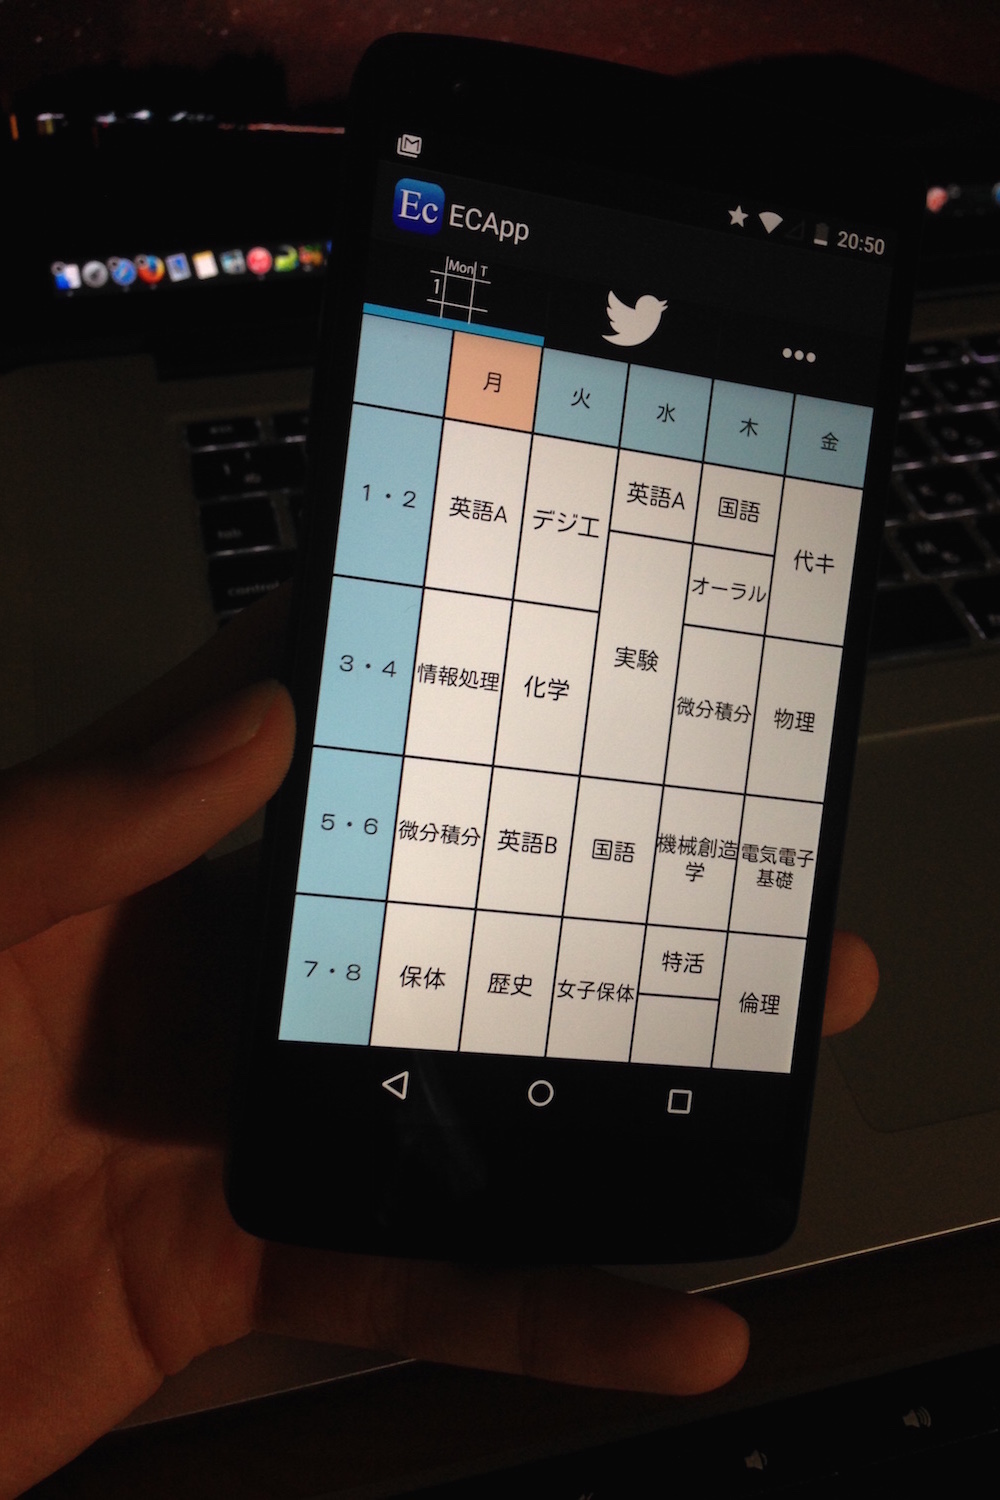 20:50
Ec ECApp
Mon T
1
月 火 水 木 金
1・2 英語A デジ工 英語A 国語 代キ
オーラル
3・4 情報処理 化学 実験 微分積分 物理
5・6 微分積分 英語B 国語 機械創造学 電気電子基礎
7・8 保体 歴史 女子保体 特活 倫理
control